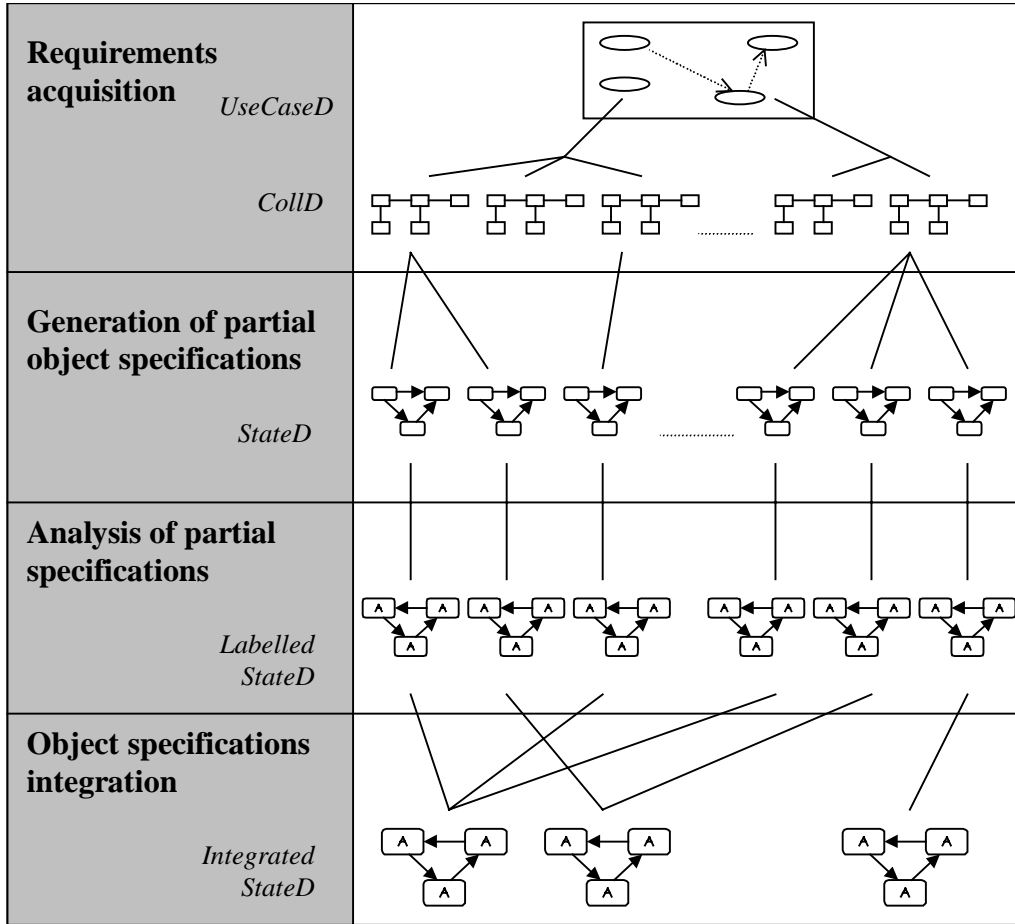 Requirements
acquisition
UseCaseD
CollD
Generation of partial
object specifications
StateD
Analysis of partial
specifications
A A A A A A A A A A A A
A A A A A A
Labelled
StateD
Object specifications
integration
A A A A A A
A A A
Integrated
StateD